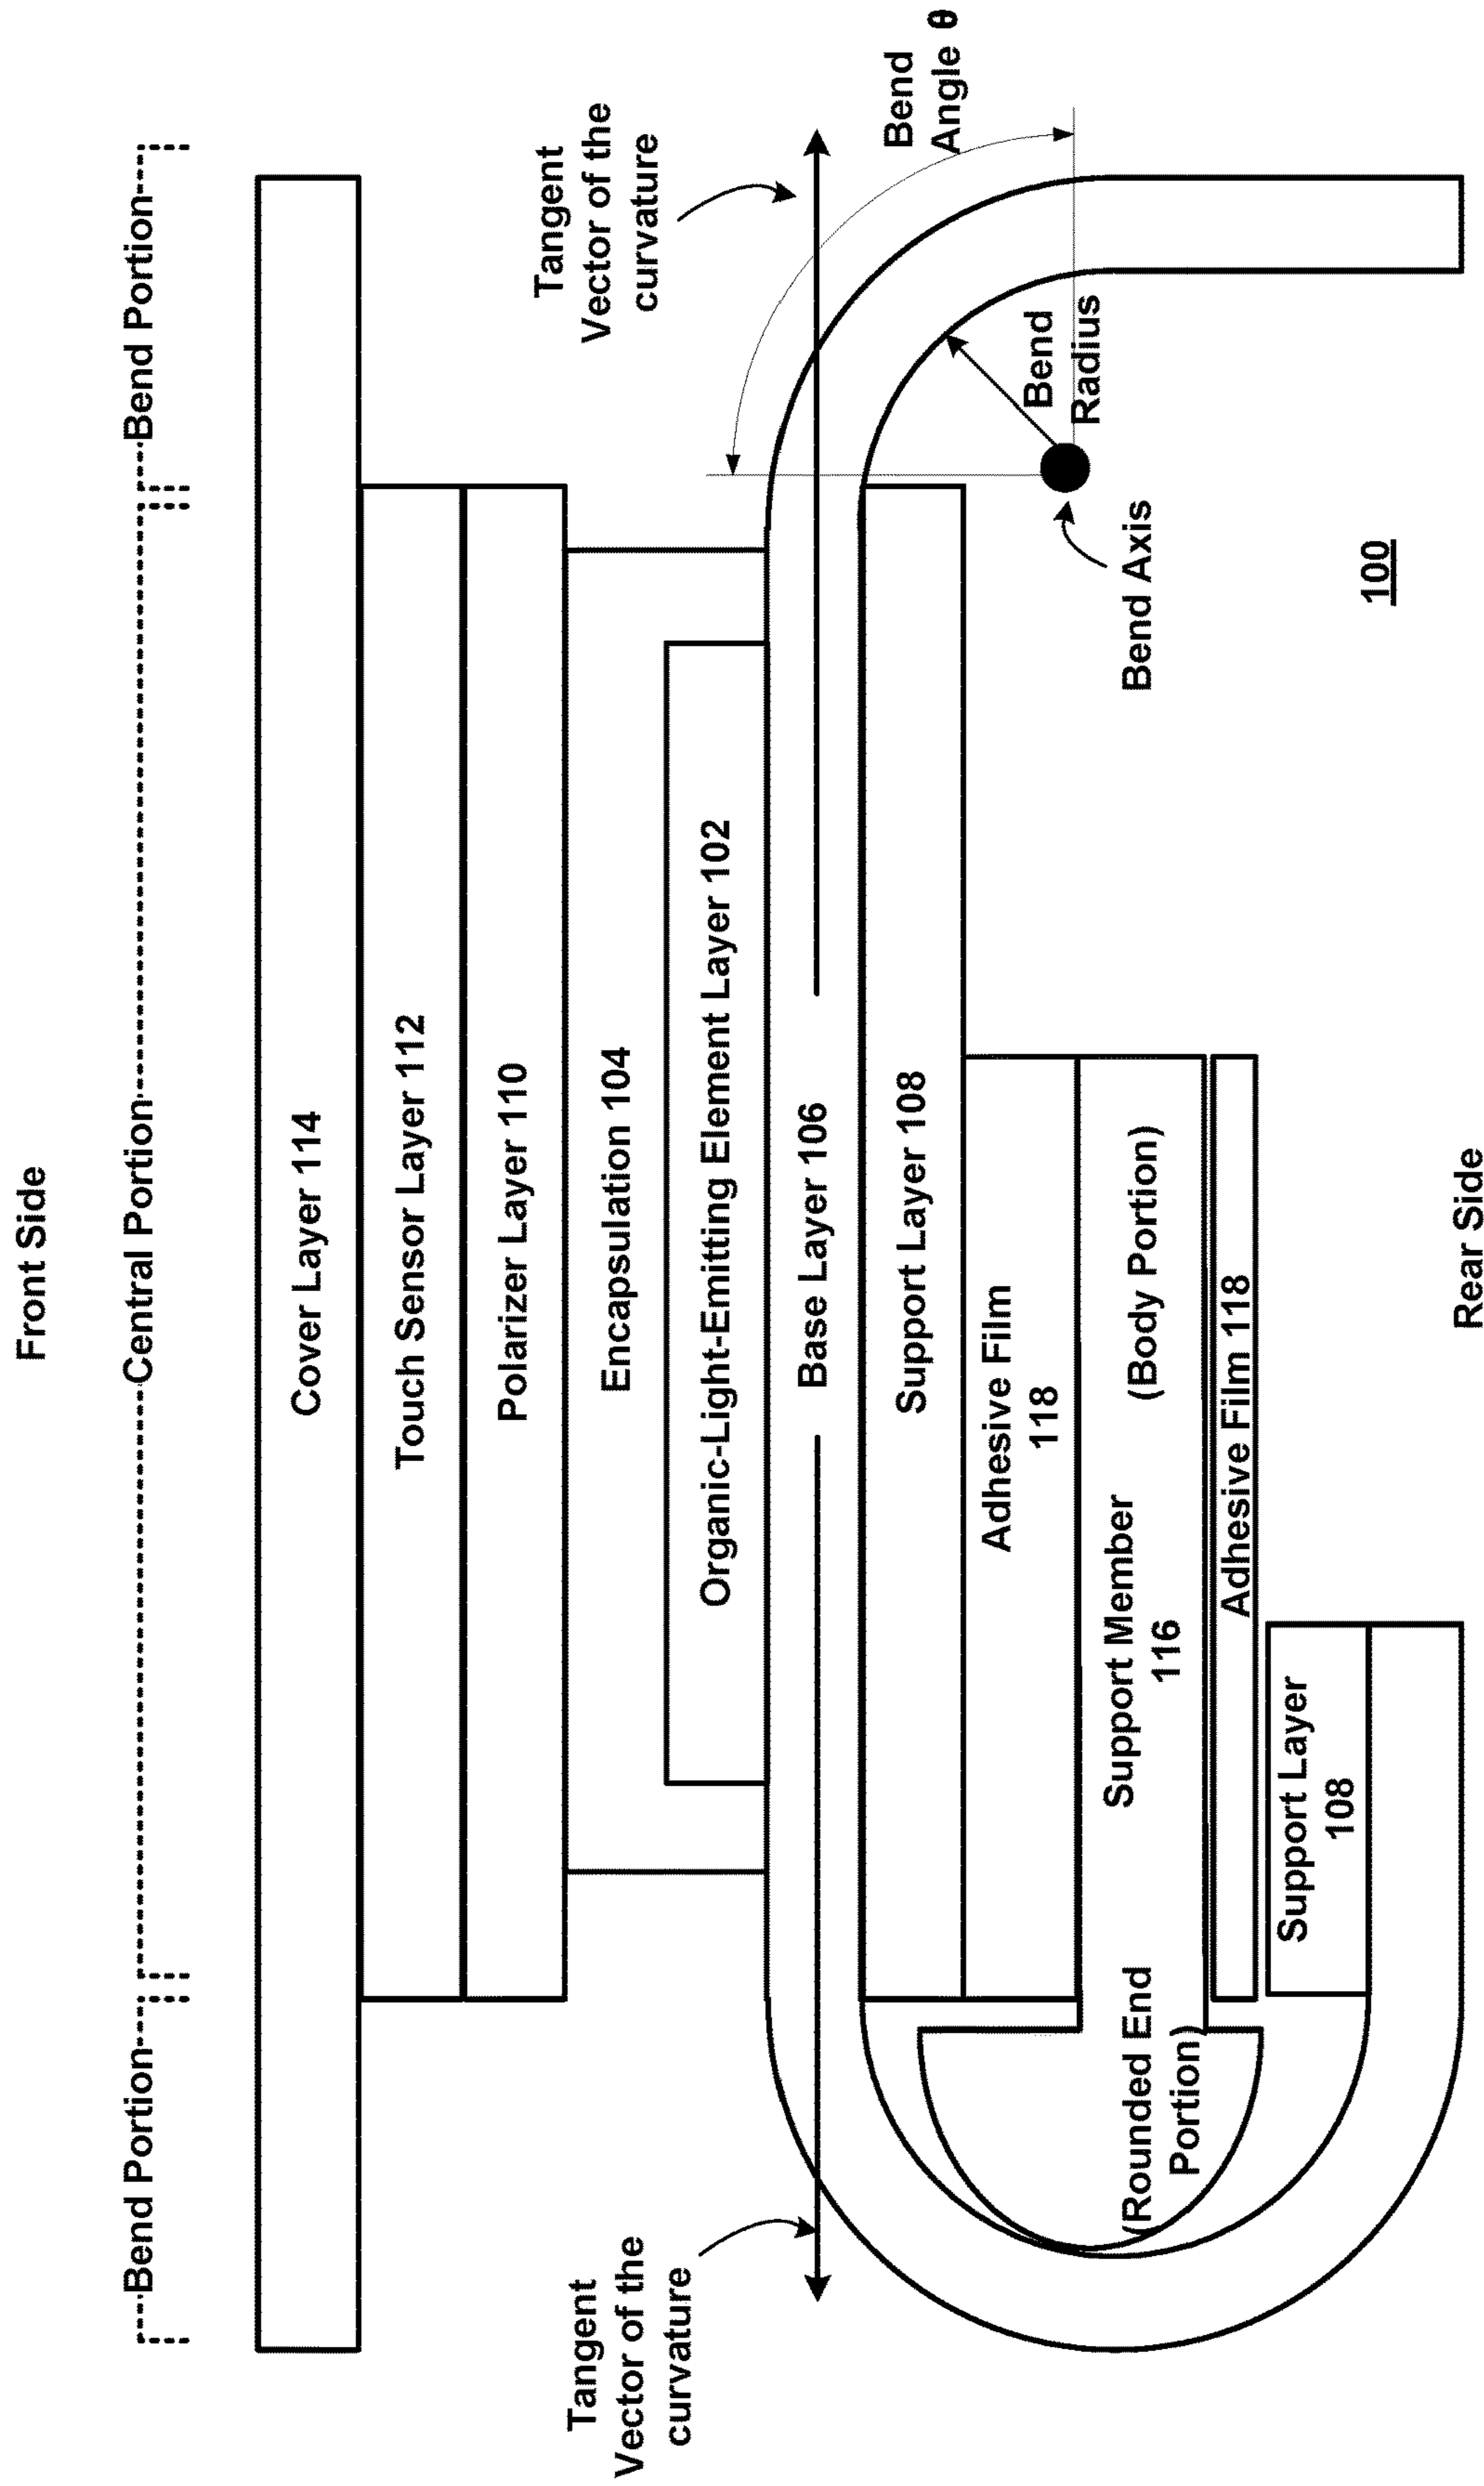 Front Side
Bend Portion
Central Portion
Bend Portion
Cover Layer 114
Touch Sensor Layer 112
Polarizer Layer 110
Encapsulation 104
Organic-Light-Emitting Element Layer 102
Tangent
Vector of the
curvature
Tangent
Vector of the
curvature
Base Layer 106
Bend
Angle θ
Support Layer 108
Adhesive Film
118
Bend
Radius
Support Member
116
(Body Portion)
(Rounded End
Portion)
Bend Axis
Adhesive Film 118
Support Layer
108
100
Rear Side